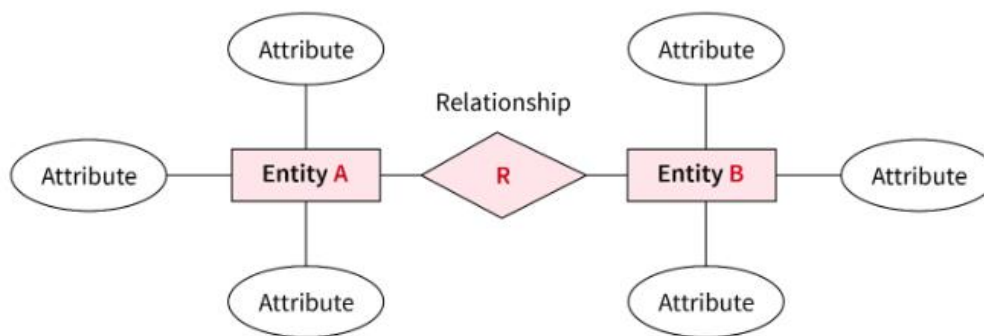 Attribute
Attribute
Relationship
Attribute
Entity A
R
Entity B
Attribute
Attribute
Attribute